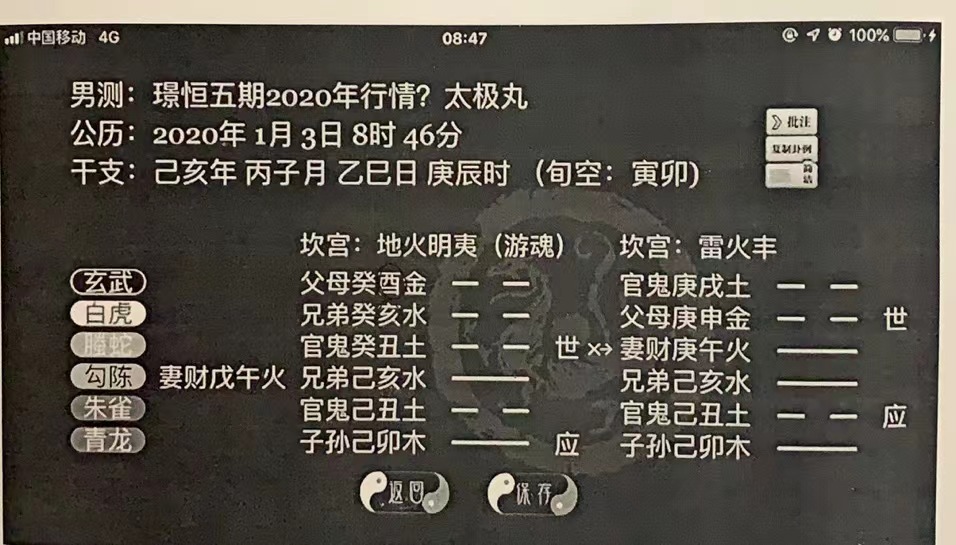 中国移动 4G 08:47 100%
男测：璟恒五期2020年行情？太极丸
公历：2020年 1月 3日 8时 46分
干支：己亥年 丙子月 乙巳日 庚辰时 （旬空：寅卯）
批注
复制卦例
简洁
坎宫：地火明夷（游魂） 坎宫：雷火丰
玄武 父母癸酉金 官鬼庚戌土
白虎 兄弟癸亥水 父母庚申金 世
螣蛇 官鬼癸丑土 世 ×→ 妻财庚午火
勾陈 妻财戊午火 兄弟己亥水 兄弟己亥水
朱雀 官鬼己丑土 官鬼己丑土 应
青龙 子孙己卯木 应 子孙己卯木
返回 保存